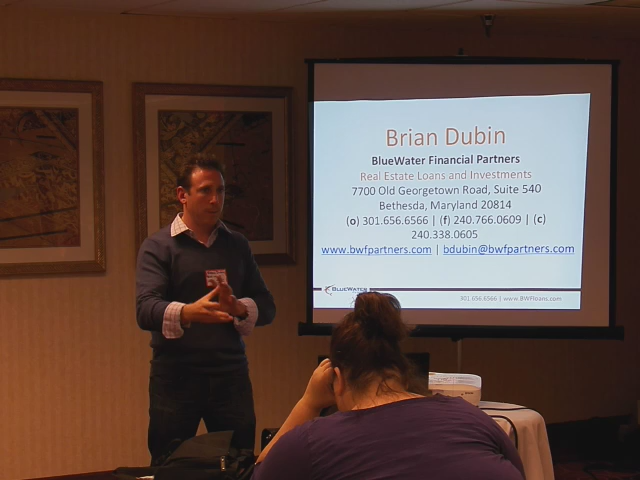 Brian Dubin
BlueWater Financial Partners
Real Estate Loans and Investments
7700 Old Georgetown Road, Suite 540
Bethesda, Maryland 20814
(o) 301.656.6566 | (f) 240.766.0609 | (c)
240.338.0605
www.bwfpartners.com | bdubin@bwfpartners.com
BLUEWATER
301.656.6566 | www.BWFloans.com